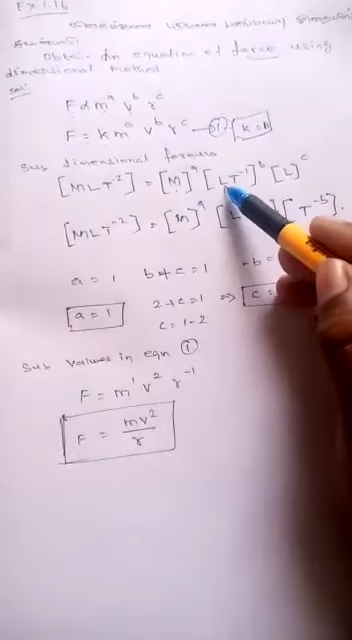 Ex 1.16
Obtain An equation of force using
dimensional method
Sol:
F α m^a v^b r^c
F = k m^a v^b r^c —① k = 1
Sub dimensional formula
[MLT^-2] = [M]^a [LT^-1]^b [L]^c
[MLT^-2] = [M]^a [L ] [T^-b].
a = 1 b+c = 1 -b =
a = 1 2+c = 1 ⇒ c =
c = 1-2
Sub values in eqn ①
F = m^1 v^2 r^-1
F = mv^2/r